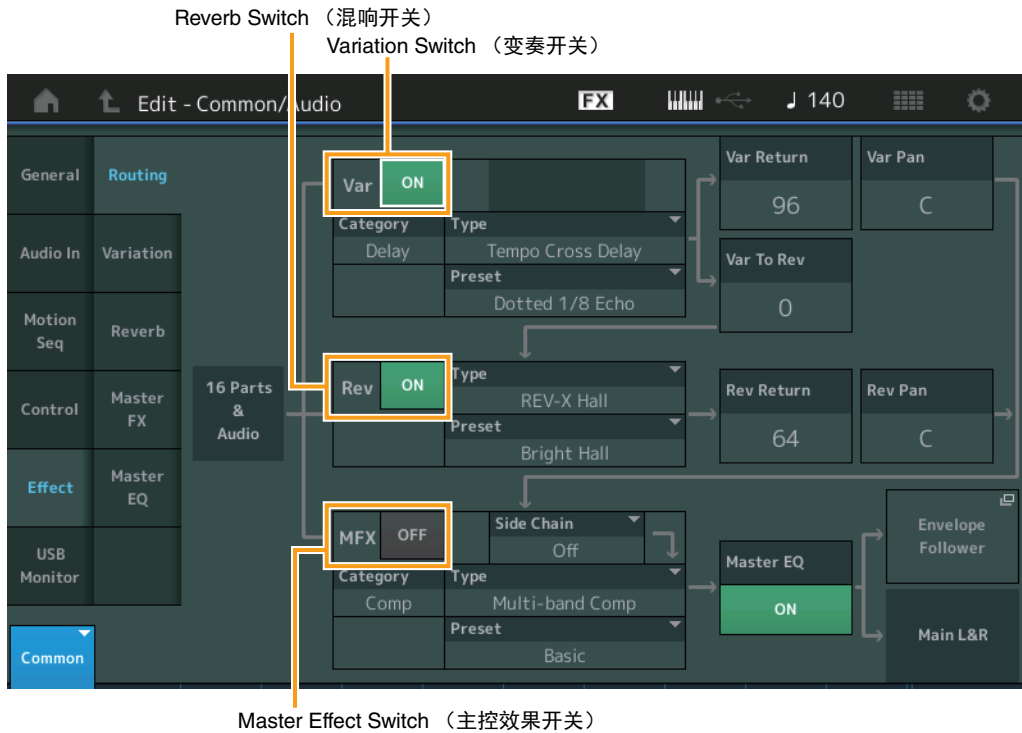 Reverb Switch （混响开关）
Variation Switch （变奏开关）
Edit - Common/Audio
FX
140
General
Routing
Audio In
Variation
Motion Seq
Reverb
Control
Master FX
Effect
Master EQ
USB Monitor
Common
16 Parts & Audio
Var
ON
Category
Delay
Type
Tempo Cross Delay
Preset
Dotted 1/8 Echo
Var Return
96
Var Pan
C
Var To Rev
0
Rev
ON
Type
REV-X Hall
Preset
Bright Hall
Rev Return
64
Rev Pan
C
MFX
OFF
Side Chain
Off
Category
Comp
Type
Multi-band Comp
Preset
Basic
Master EQ
ON
Envelope Follower
Main L&R
Master Effect Switch （主控效果开关）